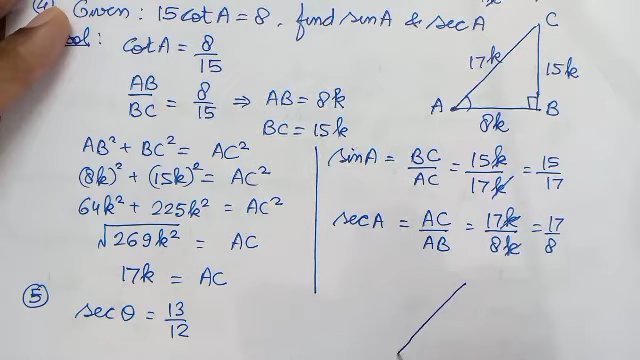 (4) Given: 15 cot A = 8, find sin A & sec A
Sol:
cot A = 8/15
AB/BC = 8/15 ⇒ AB = 8k
BC = 15k
AB² + BC² = AC²
(8k)² + (15k)² = AC²
64k² + 225k² = AC²
√269k² = AC
17k = AC
C
17k
15k
A
B
8k
sin A = BC/AC = 15k/17k = 15/17
sec A = AC/AB = 17k/8k = 17/8
(5) sec θ = 13/12